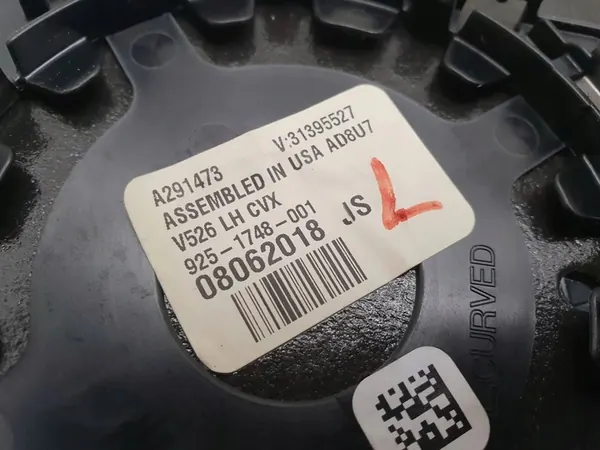 A291473 V:31395527
ASSEMBLED IN USA AD8U7
V526 LH CVX
925-1748-001
08062018 JS L
CURVED